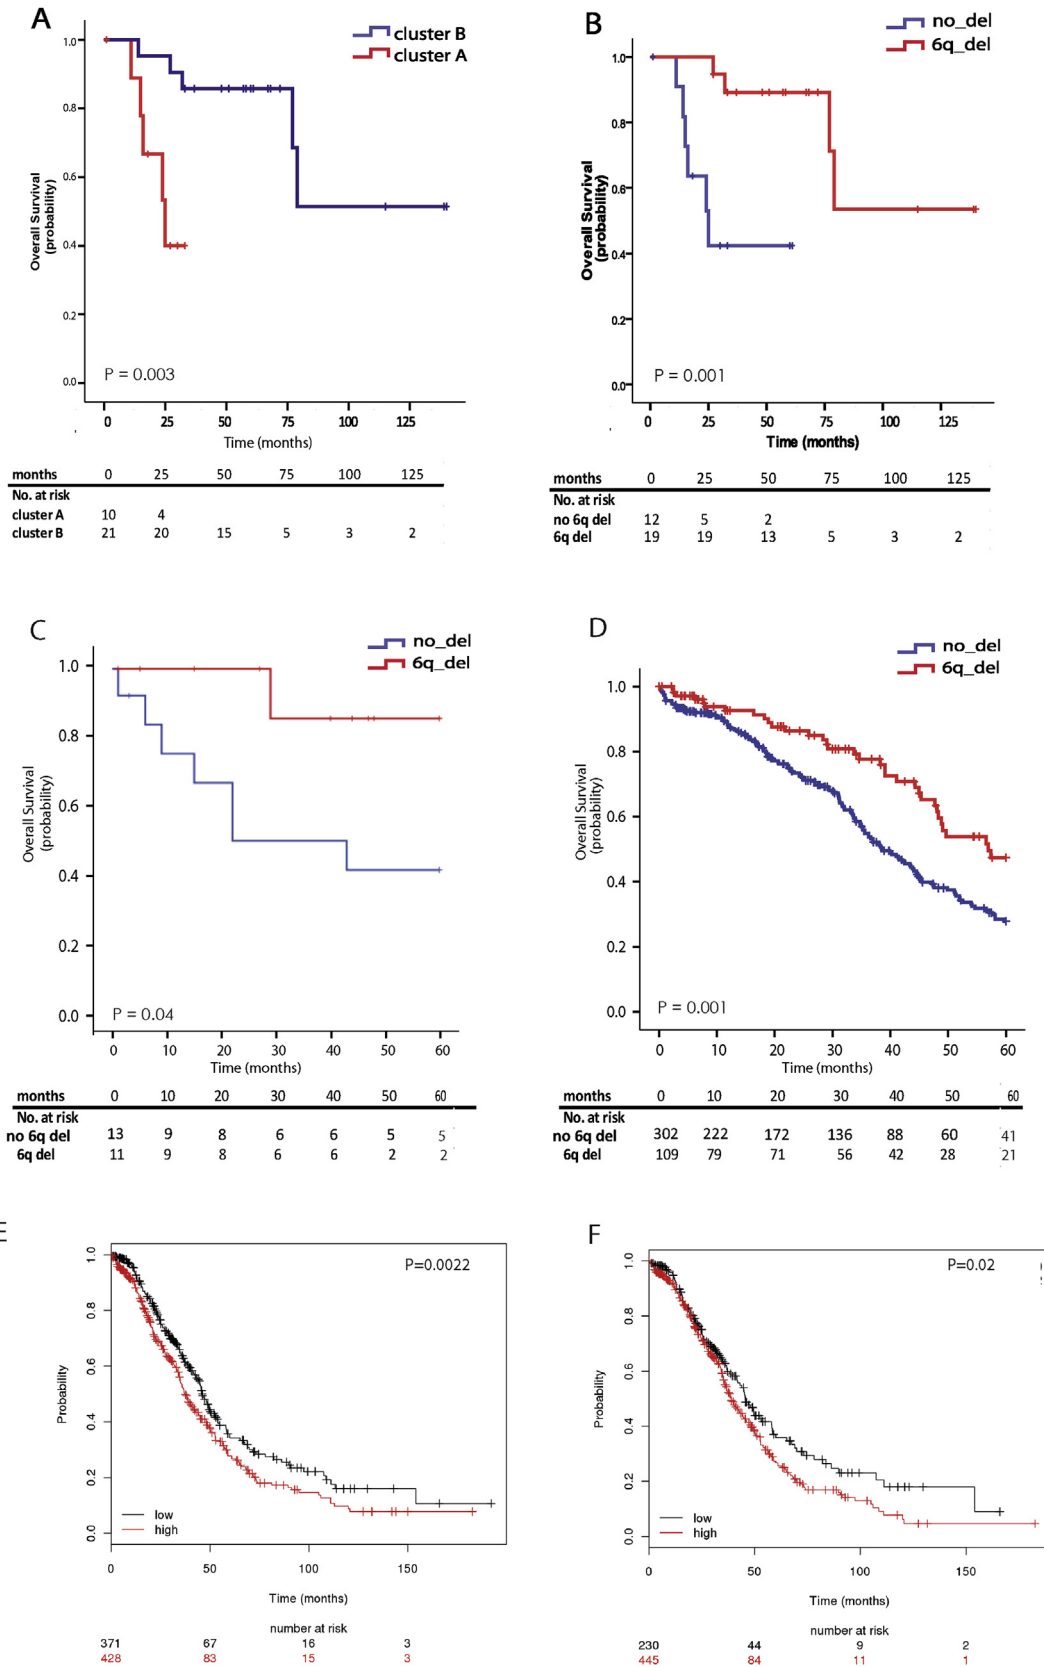 A
cluster B
cluster A
1.0
0.8
0.6
0.4
0.2
0.0
Overall Survival
(probability)
P = 0.003
0 25 50 75 100 125
Time (months)
months 0 25 50 75 100 125
No. at risk
cluster A 10 4
cluster B 21 20 15 5 3 2
B
no_del
6q_del
1.0
0.8
0.6
0.4
0.2
0.0
Overall Survival
(probability)
P = 0.001
0 25 50 75 100 125
Time (months)
months 0 25 50 75 100 125
No. at risk
no 6q del 12 5 2
6q del 19 19 13 5 3 2
C
no_del
6q_del
1.0
0.8
0.6
0.4
0.2
0.0
Overall Survival
(probability)
P = 0.04
0 10 20 30 40 50 60
Time (months)
months 0 10 20 30 40 50 60
No. at risk
no 6q del 13 9 8 6 6 5 5
6q del 11 9 8 6 6 2 2
D
no_del
6q_del
1.0
0.8
0.6
0.4
0.2
0.0
Overall Survival
(probability)
P = 0.001
0 10 20 30 40 50 60
Time (months)
months 0 10 20 30 40 50 60
No. at risk
no 6q del 302 222 172 136 88 60 41
6q del 109 79 71 56 42 28 21
E
P=0.0022
1.0
0.8
0.6
0.4
0.2
0.0
Probability
low
high
0 50 100 150
Time (months)
number at risk
371 67 16 3
428 83 15 3
F
P=0.02
1.0
0.8
0.6
0.4
0.2
0.0
Probability
low
high
0 50 100 150
Time (months)
number at risk
230 44 9 2
445 84 11 1